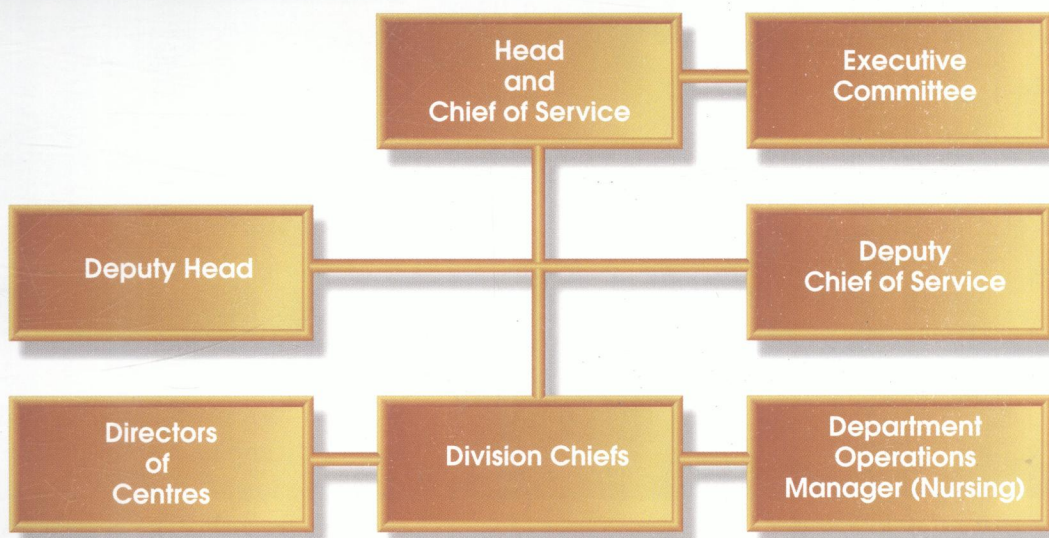 Head
and
Chief of Service
Executive
Committee
Deputy Head
Deputy
Chief of Service
Directors
of
Centres
Division Chiefs
Department
Operations
Manager (Nursing)